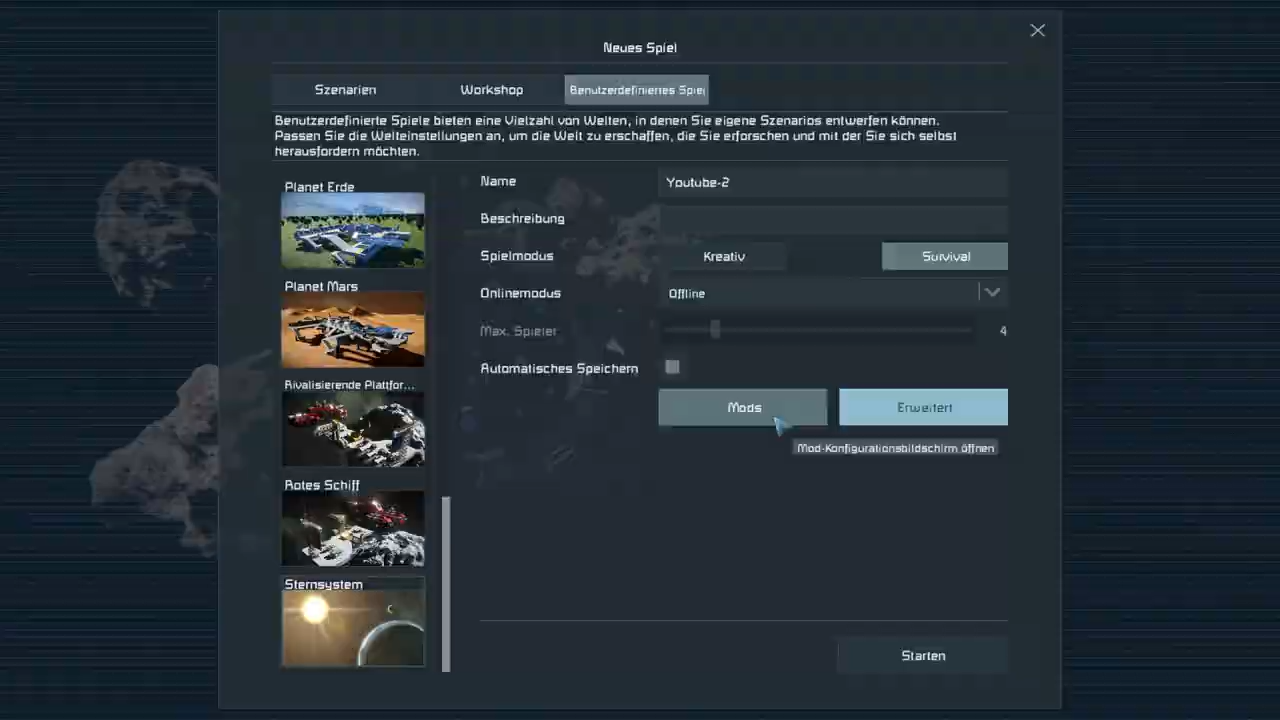 Neues Spiel
Szenarien
Workshop
Benutzerdefiniertes Spie
Benutzerdefinierte Spiele bieten eine Vielzahl von Welten, in denen Sie eigene Szenarios entwerfen können.
Passen Sie die Welteinstellungen an, um die Welt zu erschaffen, die Sie erforschen und mit der Sie sich selbst
herausfordern möchten.
Planet Erde
Planet Mars
Rivalisierende Plattfor...
Rotes Schiff
Sternsystem
Name
Youtube-2
Beschreibung
Spielmodus
Kreativ
Survival
Onlinemodus
Offline
Max. Spieler
4
Automatisches Speichern
Mods
Erweitert
Mod-Konfigurationsbildschirm öffnen
Starten